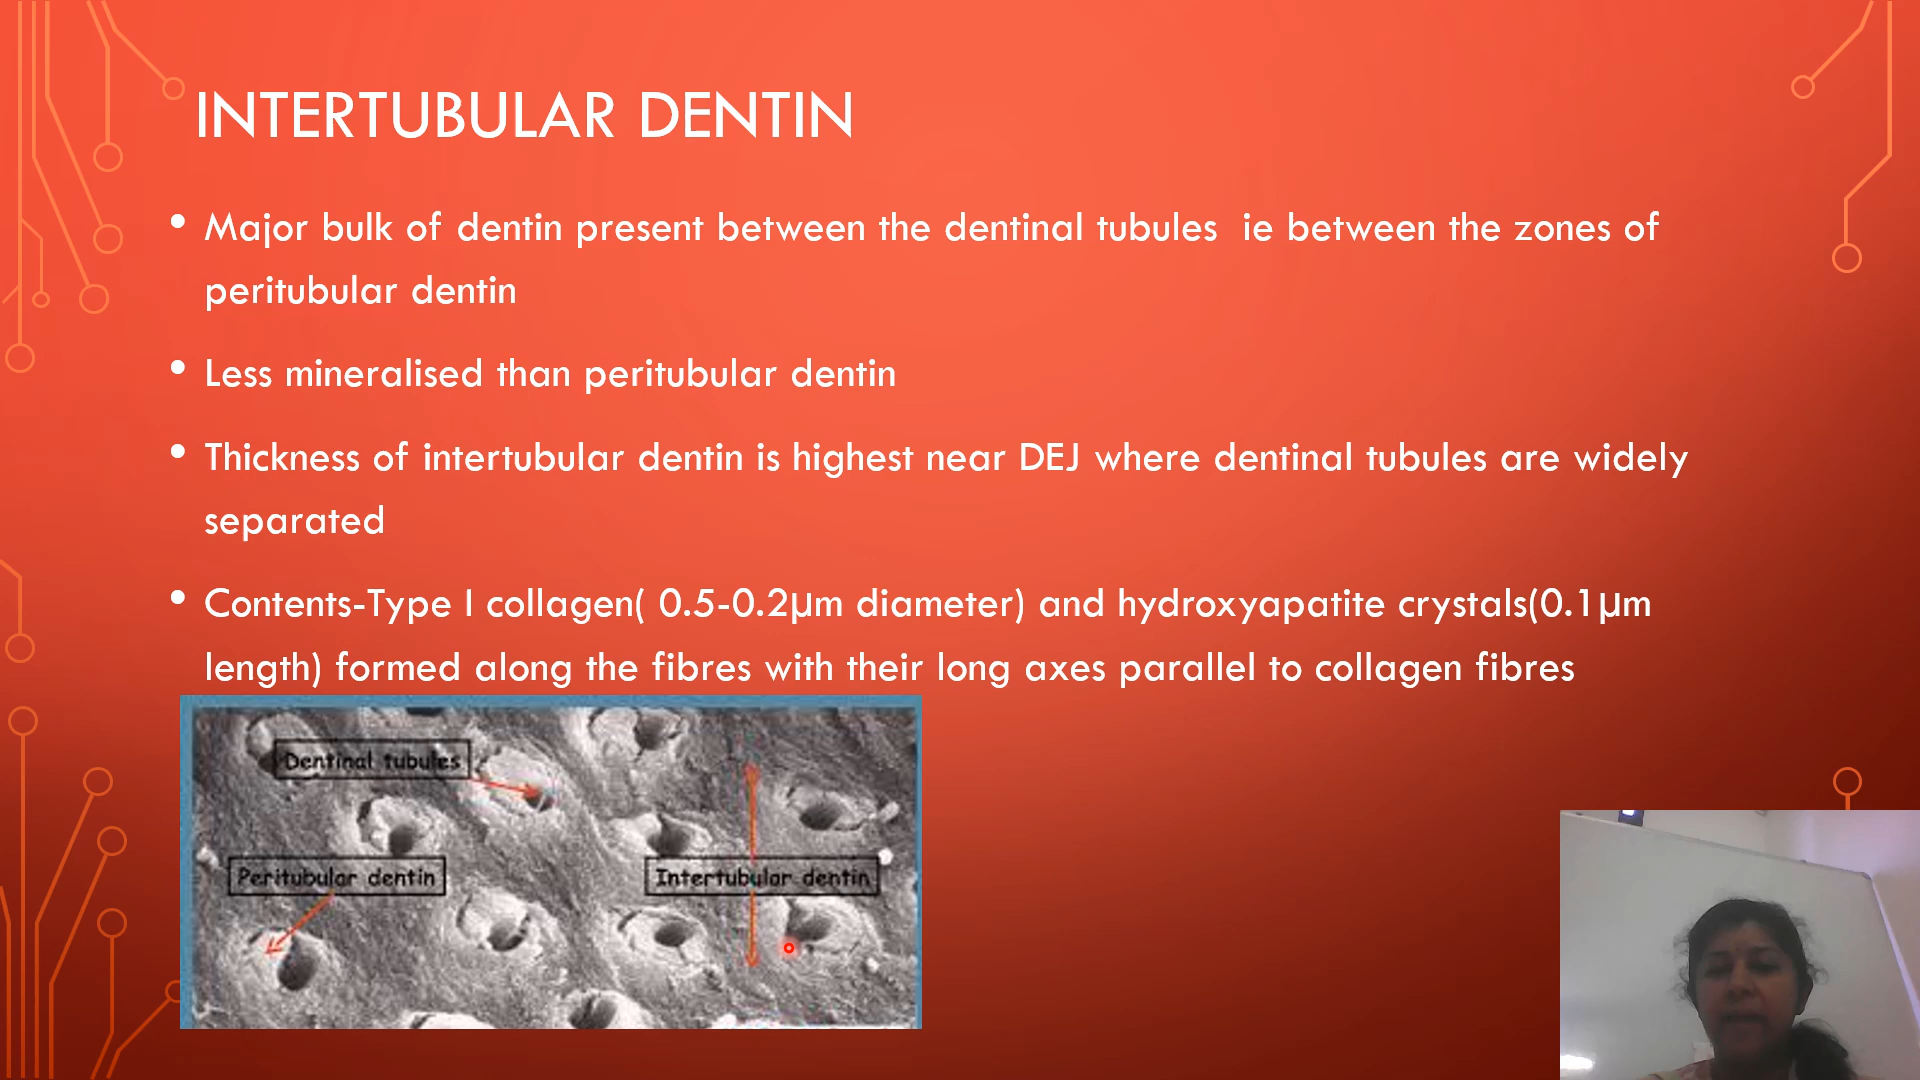 INTERTUBULAR DENTIN
• Major bulk of dentin present between the dentinal tubules  ie between the zones of
peritubular dentin
• Less mineralised than peritubular dentin
• Thickness of intertubular dentin is highest near DEJ where dentinal tubules are widely
separated
• Contents-Type I collagen( 0.5-0.2µm diameter) and hydroxyapatite crystals(0.1µm
length) formed along the fibres with their long axes parallel to collagen fibres
Dentinal tubules
Peritubular dentin
Intertubular dentin